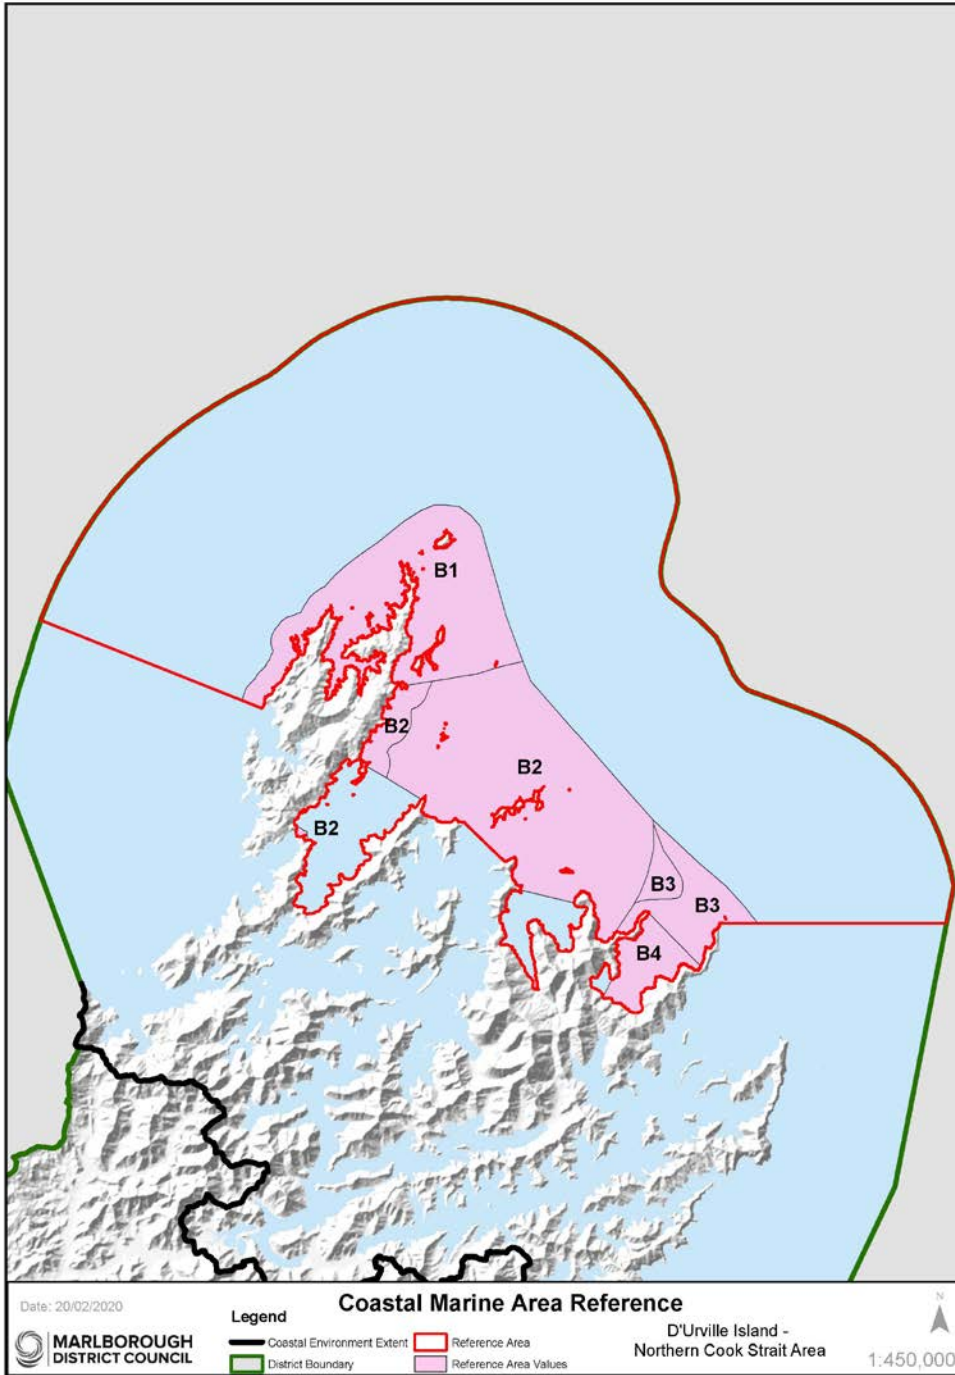 B1
B2
B2
B2
B3
B3
B4
Date: 20/02/2020
Coastal Marine Area Reference
N
Legend
MARLBOROUGH
DISTRICT COUNCIL
Coastal Environment Extent
Reference Area
District Boundary
Reference Area Values
D'Urville Island -
Northern Cook Strait Area
1:450,000